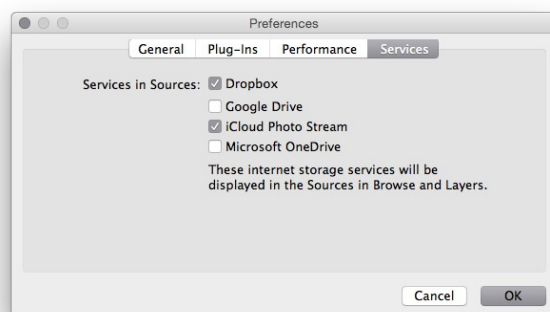 Preferences
General Plug-Ins Performance Services
Services in Sources: Dropbox
Google Drive
iCloud Photo Stream
Microsoft OneDrive
These internet storage services will be
displayed in the Sources in Browse and Layers.
Cancel OK